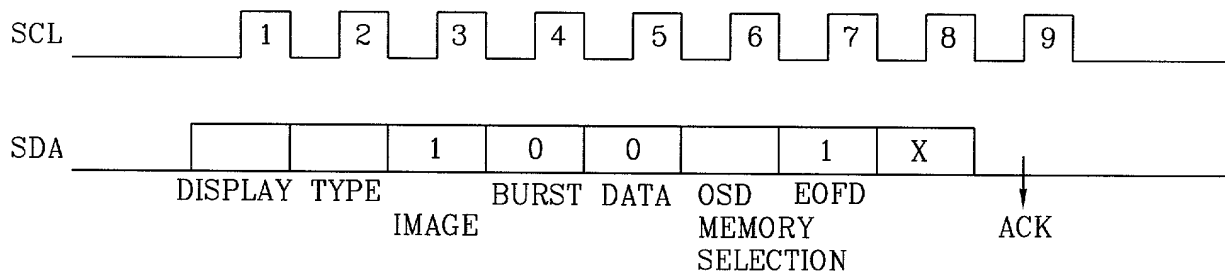 SCL 1 2 3 4 5 6 7 8 9
SDA 1 0 0 1 X
DISPLAY TYPE BURST DATA OSD EOFD
IMAGE MEMORY ACK
SELECTION